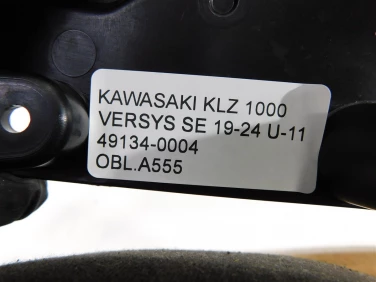 KAWASAKI KLZ 1000
VERSYS SE 19-24 U-11
49134-0004
OBL.A555